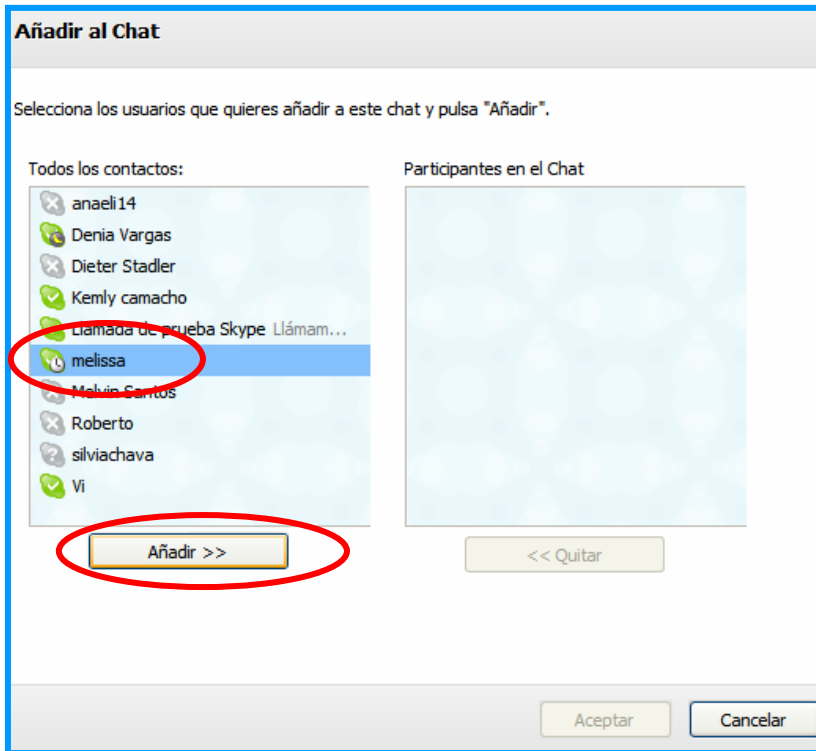 Añadir al Chat
Selecciona los usuarios que quieres añadir a este chat y pulsa "Añadir".
Todos los contactos:
anaeli14
Denia Vargas
Dieter Stadler
Kemly camacho
Llamada de prueba Skype Llámam...
melissa
Melvin Santos
Roberto
silviachava
Vi
Añadir >>
Participantes en el Chat
<< Quitar
Aceptar
Cancelar